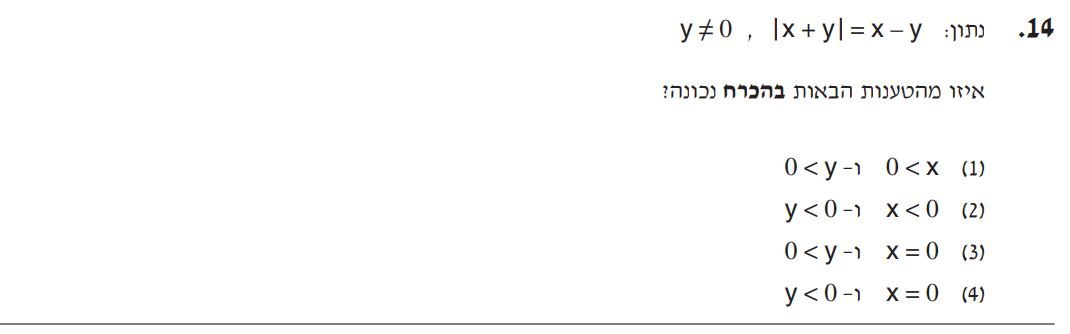 .14 נתון: |x + y| = x – y , y ≠ 0
איזו מהטענות הבאות בהכרח נכונה?
(1) 0 < x ו- 0 < y
(2) x < 0 ו- y < 0
(3) x = 0 ו- 0 < y
(4) x = 0 ו- y < 0